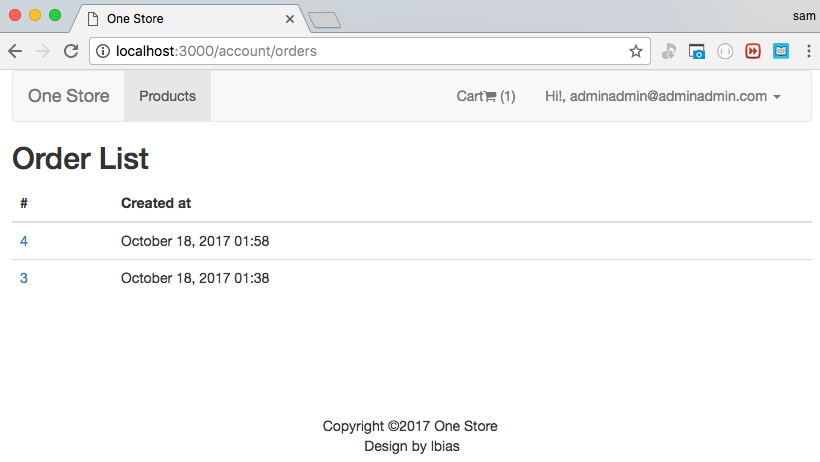 One Store
sam
localhost:3000/account/orders
One Store Products Cart (1) Hi!, adminadmin@adminadmin.com
Order List
# Created at
4 October 18, 2017 01:58
3 October 18, 2017 01:38
Copyright ©2017 One Store
Design by lbias